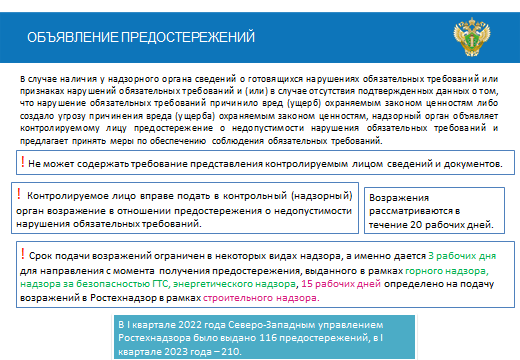 ОБЪЯВЛЕНИЕ ПРЕДОСТЕРЕЖЕНИЙ
В случае наличия у надзорного органа сведений о готовящихся нарушениях обязательных требований или
признаках нарушений обязательных требований и (или) в случае отсутствия подтвержденных данных о том,
что нарушение обязательных требований причинило вред (ущерб) охраняемым законом ценностям либо
создало угрозу причинения вреда (ущерба) охраняемым законом ценностям, надзорный орган объявляет
контролируемому лицу предостережение о недопустимости нарушения обязательных требований и
предлагает принять меры по обеспечению соблюдения обязательных требований.
! Не может содержать требование представления контролируемым лицом сведений и документов.
! Контролируемое лицо вправе подать в контрольный (надзорный)
орган возражение в отношении предостережения о недопустимости
нарушения обязательных требований.
Возражения
рассматриваются в
течение 20 рабочих дней.
! Срок подачи возражений ограничен в некоторых видах надзора, а именно дается 3 рабочих дня
для направления с момента получения предостережения, выданного в рамках горного надзора,
надзора за безопасностью ГТС, энергетического надзора, 15 рабочих дней определено на подачу
возражений в Ростехнадзор в рамках строительного надзора.
В I квартале 2022 года Северо-Западным управлением
Ростехнадзора было выдано 116 предостережений, в I
квартале 2023 года – 210.